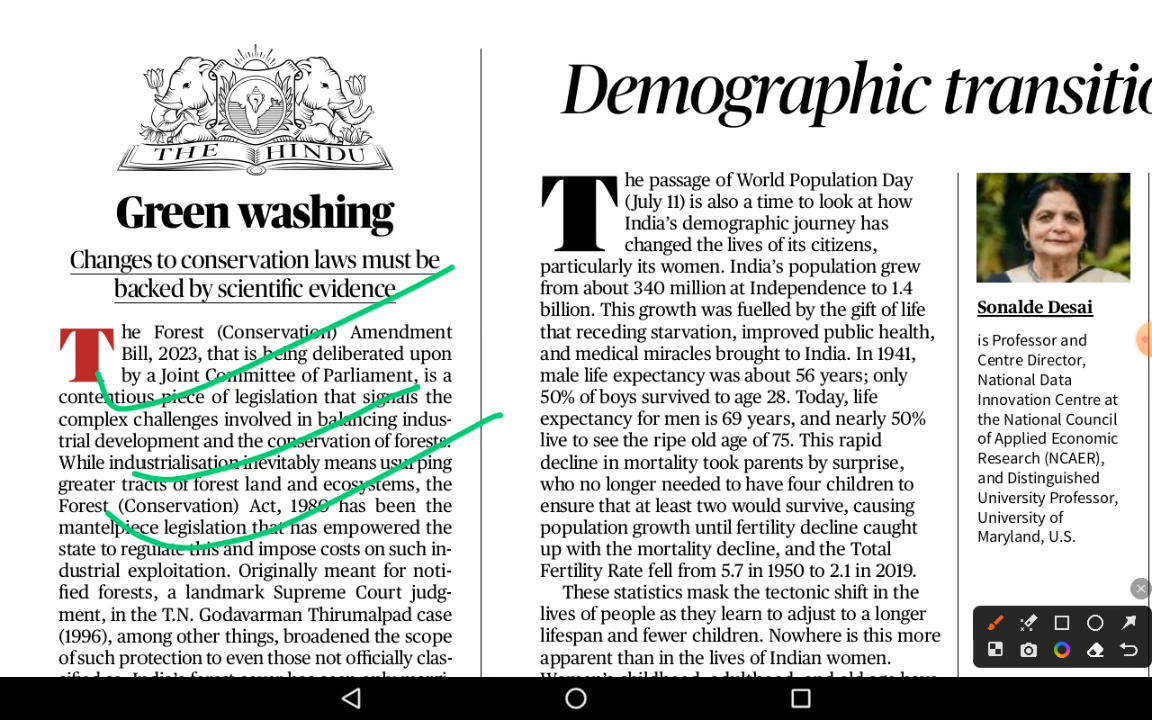 THE HINDU
Green washing
Changes to conservation laws must be
backed by scientific evidence
The Forest (Conservation) Amendment
Bill, 2023, that is being deliberated upon
by a Joint Committee of Parliament, is a
contentious piece of legislation that signals the
complex challenges involved in balancing indus-
trial development and the conservation of forests.
While industrialisation inevitably means usurping
greater tracts of forest land and ecosystems, the
Forest (Conservation) Act, 1980 has been the
mantelpiece legislation that has empowered the
state to regulate this and impose costs on such in-
dustrial exploitation. Originally meant for noti-
fied forests, a landmark Supreme Court judg-
ment, in the T.N. Godavarman Thirumalpad case
(1996), among other things, broadened the scope
of such protection to even those not officially clas-
Demographic transitio
The passage of World Population Day
(July 11) is also a time to look at how
India's demographic journey has
changed the lives of its citizens,
particularly its women. India's population grew
from about 340 million at Independence to 1.4
billion. This growth was fuelled by the gift of life
that receding starvation, improved public health,
and medical miracles brought to India. In 1941,
male life expectancy was about 56 years; only
50% of boys survived to age 28. Today, life
expectancy for men is 69 years, and nearly 50%
live to see the ripe old age of 75. This rapid
decline in mortality took parents by surprise,
who no longer needed to have four children to
ensure that at least two would survive, causing
population growth until fertility decline caught
up with the mortality decline, and the Total
Fertility Rate fell from 5.7 in 1950 to 2.1 in 2019.
These statistics mask the tectonic shift in the
lives of people as they learn to adjust to a longer
lifespan and fewer children. Nowhere is this more
apparent than in the lives of Indian women.
Sonalde Desai
is Professor and
Centre Director,
National Data
Innovation Centre at
the National Council
of Applied Economic
Research (NCAER),
and Distinguished
University Professor,
University of
Maryland, U.S.